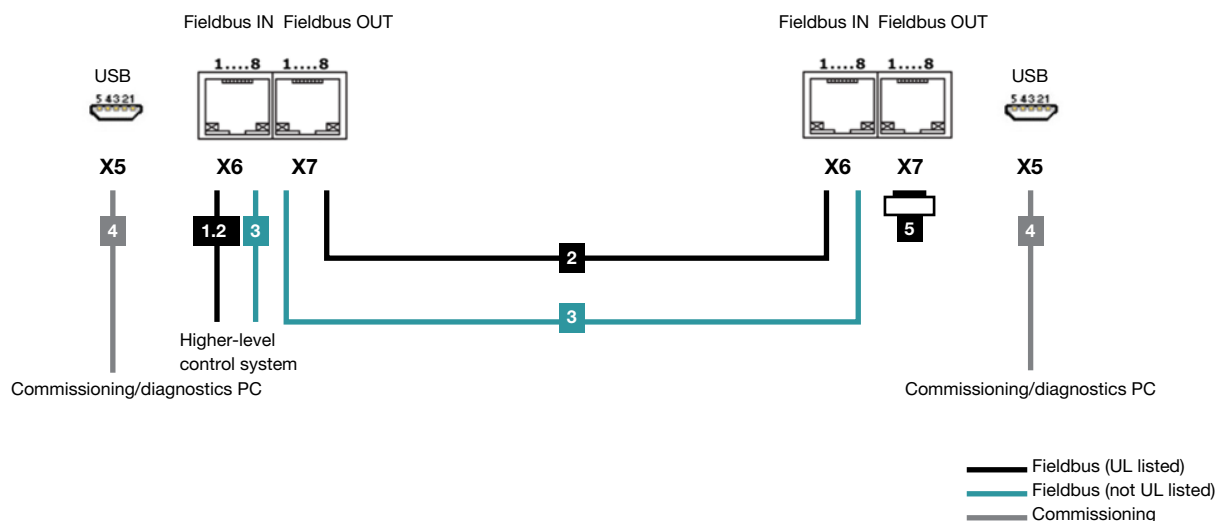 Fieldbus IN Fieldbus OUT
Fieldbus IN Fieldbus OUT
1....8 1....8
1....8 1....8
USB
USB
5 4 3 2 1
5 4 3 2 1
X5 X6 X7
X6 X7 X5
4 1.2 3
5 4
2
3
Higher-level
control system
Commissioning/diagnostics PC
Commissioning/diagnostics PC
Fieldbus (UL listed)
Fieldbus (not UL listed)
Commissioning